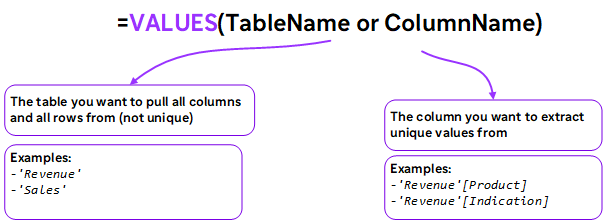 =VALUES(TableName or ColumnName)
The table you want to pull all columns
and all rows from (not unique)
Examples:
-'Revenue'
-'Sales'
The column you want to extract
unique values from
Examples:
-'Revenue'[Product]
-'Revenue'[Indication]